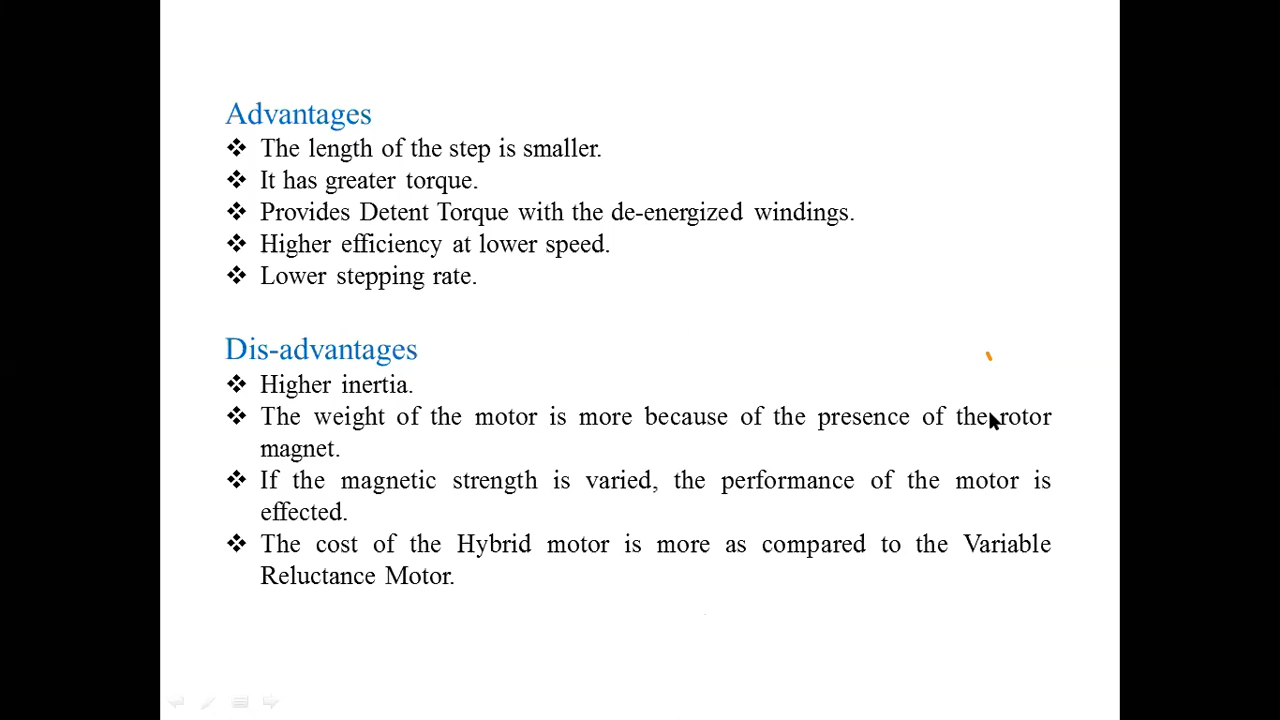 Advantages
❖ The length of the step is smaller.
❖ It has greater torque.
❖ Provides Detent Torque with the de-energized windings.
❖ Higher efficiency at lower speed.
❖ Lower stepping rate.
Dis-advantages
❖ Higher inertia.
❖ The weight of the motor is more because of the presence of the rotor
magnet.
❖ If the magnetic strength is varied, the performance of the motor is
effected.
❖ The cost of the Hybrid motor is more as compared to the Variable
Reluctance Motor.